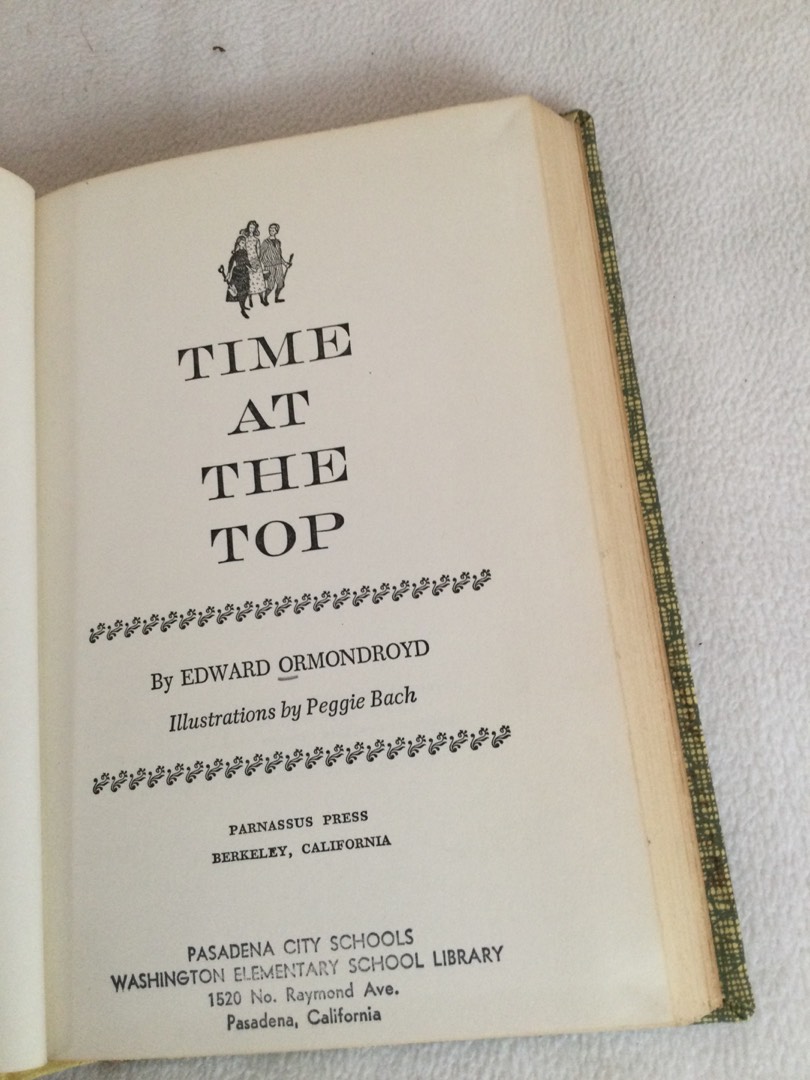 TIME
AT
THE
TOP
By EDWARD ORMONDROYD
Illustrations by Peggie Bach
PARNASSUS PRESS
BERKELEY, CALIFORNIA
PASADENA CITY SCHOOLS
WASHINGTON ELEMENTARY SCHOOL LIBRARY
1520 No. Raymond Ave.
Pasadena, California